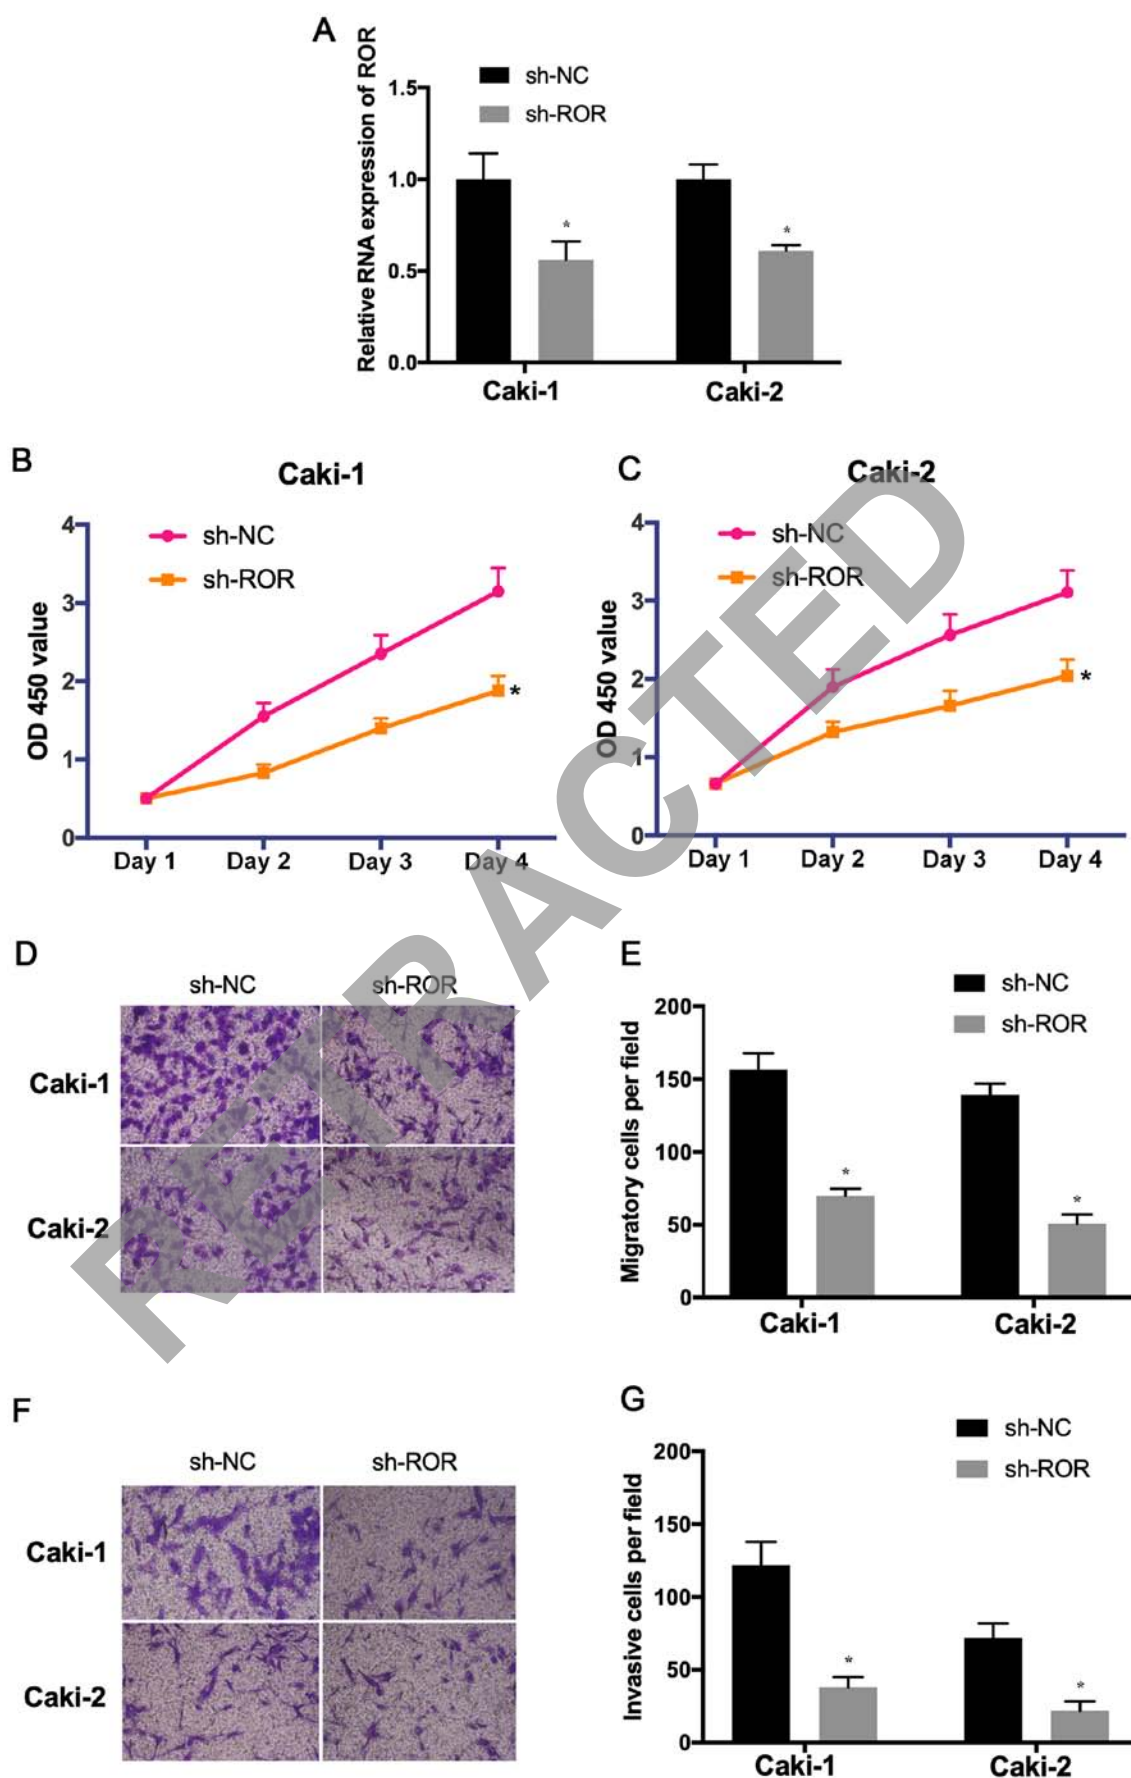 A
Relative RNA expression of ROR
sh-NC
sh-ROR
1.5
1.0
0.5
0.0
*
*
Caki-1
Caki-2
B
Caki-1
OD 450 value
sh-NC
sh-ROR
4
3
2
1
0
*
Day 1
Day 2
Day 3
Day 4
C
Caki-2
OD 450 value
sh-NC
sh-ROR
4
3
2
1
0
*
Day 1
Day 2
Day 3
Day 4
RETRACTED
D
sh-NC
sh-ROR
Caki-1
Caki-2
E
Migratory cells per field
sh-NC
sh-ROR
200
150
100
50
0
*
*
Caki-1
Caki-2
F
sh-NC
sh-ROR
Caki-1
Caki-2
G
Invasive cells per field
sh-NC
sh-ROR
200
150
100
50
0
*
*
Caki-1
Caki-2